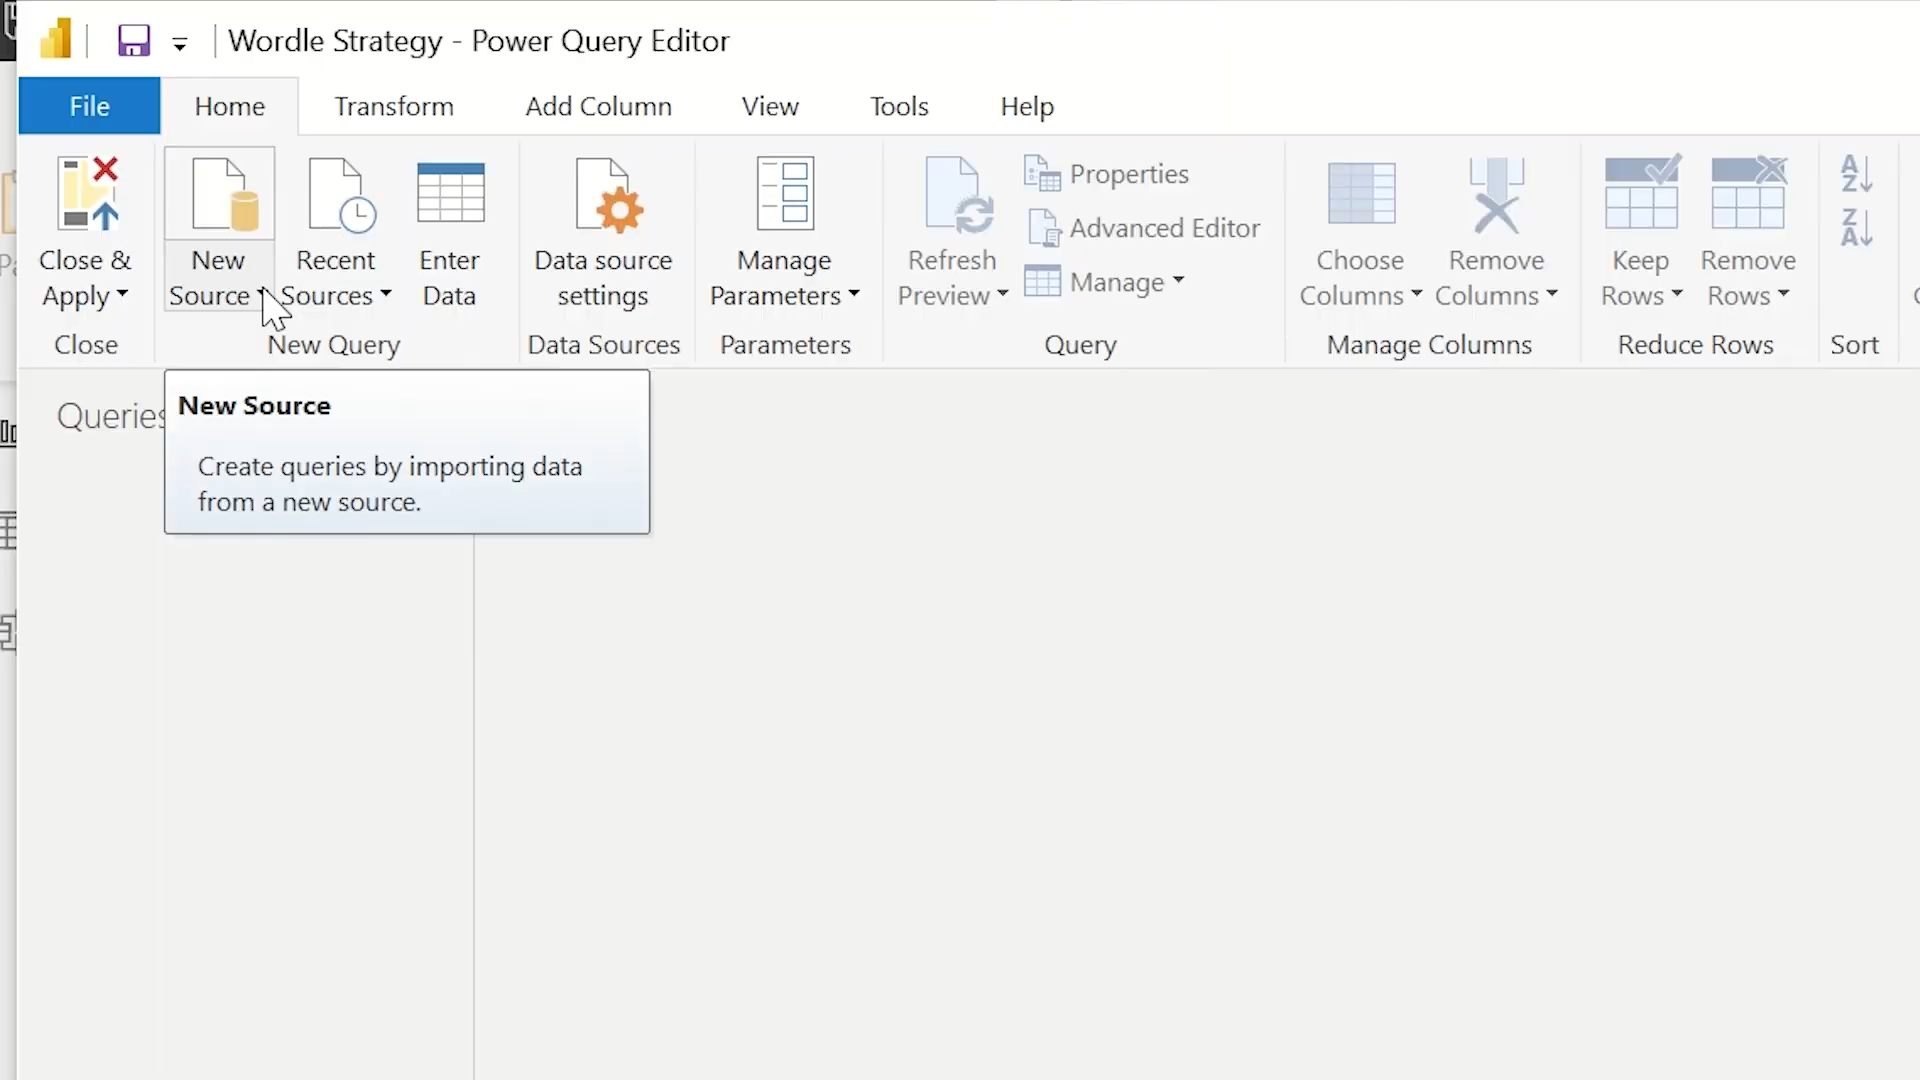 Wordle Strategy - Power Query Editor
File
Home
Transform
Add Column
View
Tools
Help
Close &
Apply
New
Source
Recent
Sources
Enter
Data
Data source
settings
Manage
Parameters
Refresh
Preview
Properties
Advanced Editor
Manage
Choose
Columns
Remove
Columns
Keep
Rows
Remove
Rows
A
Z
Z
A
Close
New Query
Data Sources
Parameters
Query
Manage Columns
Reduce Rows
Sort
Queries
New Source
Create queries by importing data
from a new source.